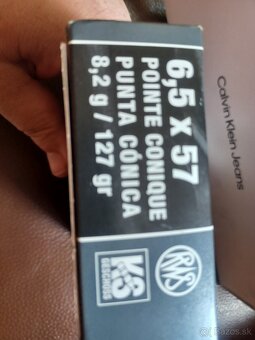 6,5 x 57
POINTE CONIQUE
PUNTA CÓNICA
8,2 g / 127 gr
RWS
KS
GESCHOSS
Calvin Klein Jeans
Bazos.sk